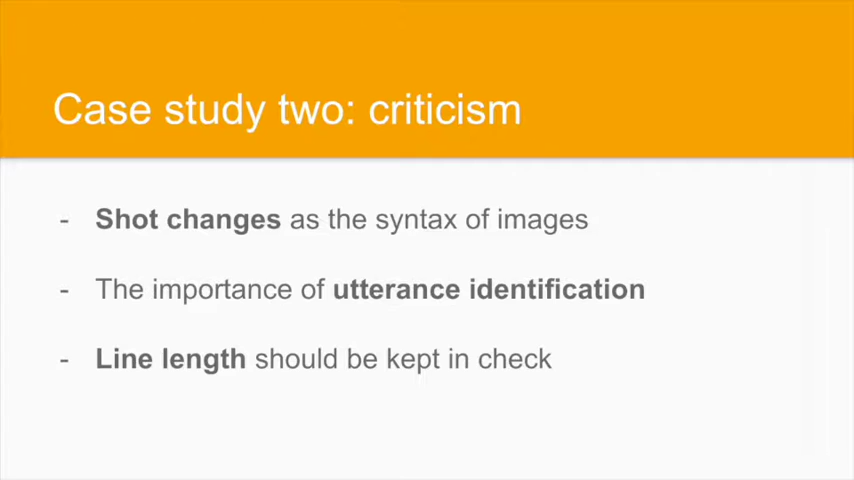 Case study two: criticism
- Shot changes as the syntax of images
- The importance of utterance identification
- Line length should be kept in check